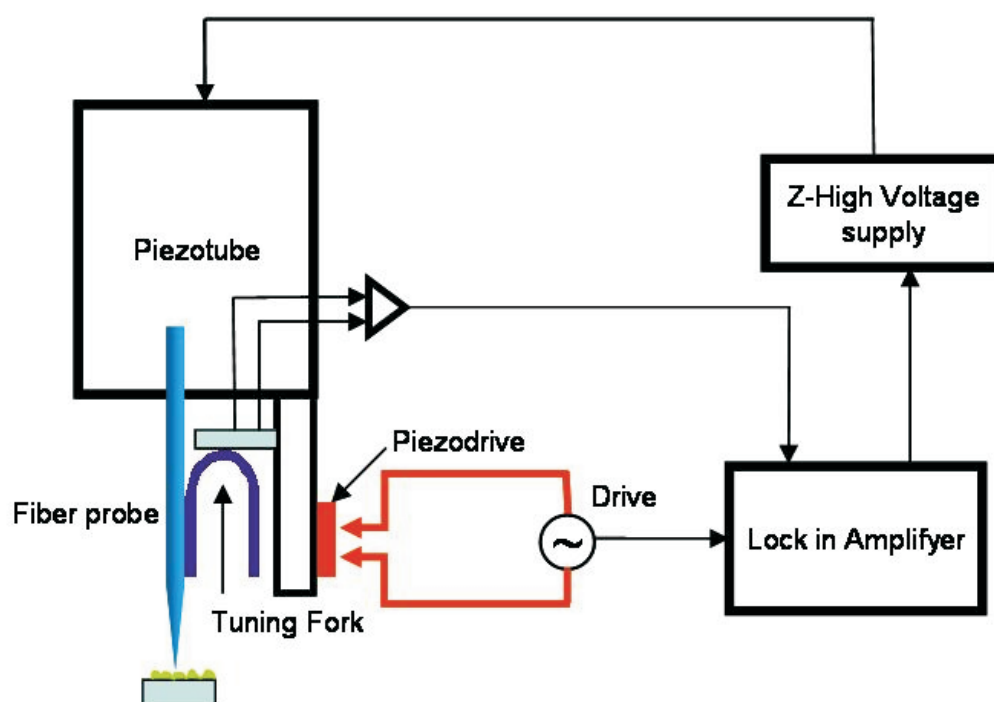 Z-High Voltage
supply
Piezotube
Piezodrive
Fiber probe
Drive
Lock in Amplifyer
Tuning Fork